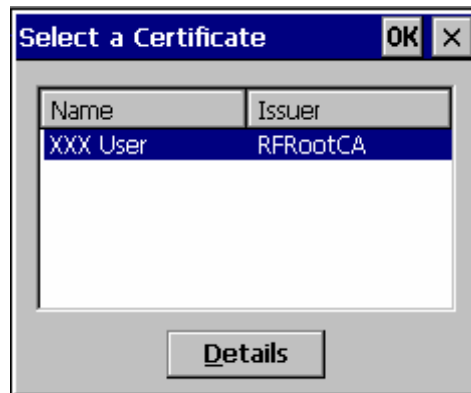 Select a Certificate OK ×
Name Issuer
XXX User RFRootCA
Details